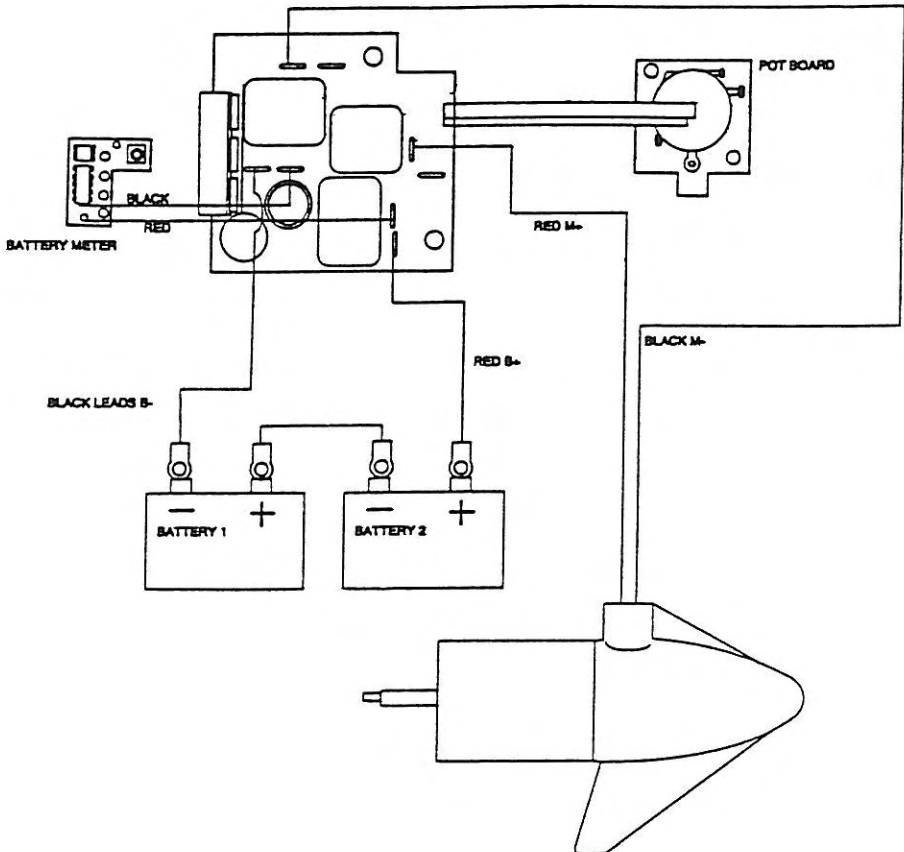 POT BOARD
BLACK
RED
BATTERY METER
RED M+
BLACK M-
RED B+
BLACK LEADS B-
− + − +
BATTERY 1
BATTERY 2